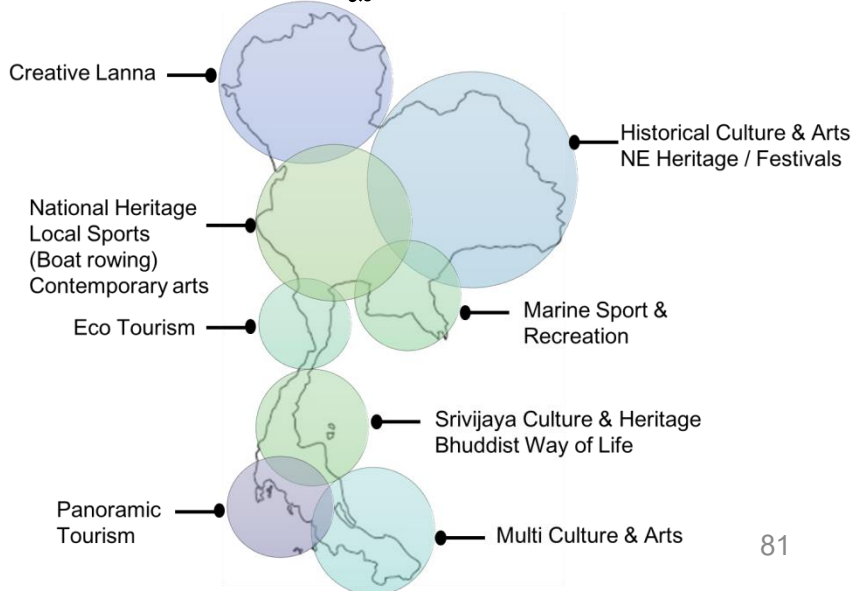 Creative Lanna
Historical Culture & Arts
NE Heritage / Festivals
National Heritage
Local Sports
(Boat rowing)
Contemporary arts
Eco Tourism
Marine Sport &
Recreation
Srivijaya Culture & Heritage
Bhuddist Way of Life
Panoramic
Tourism
Multi Culture & Arts
81